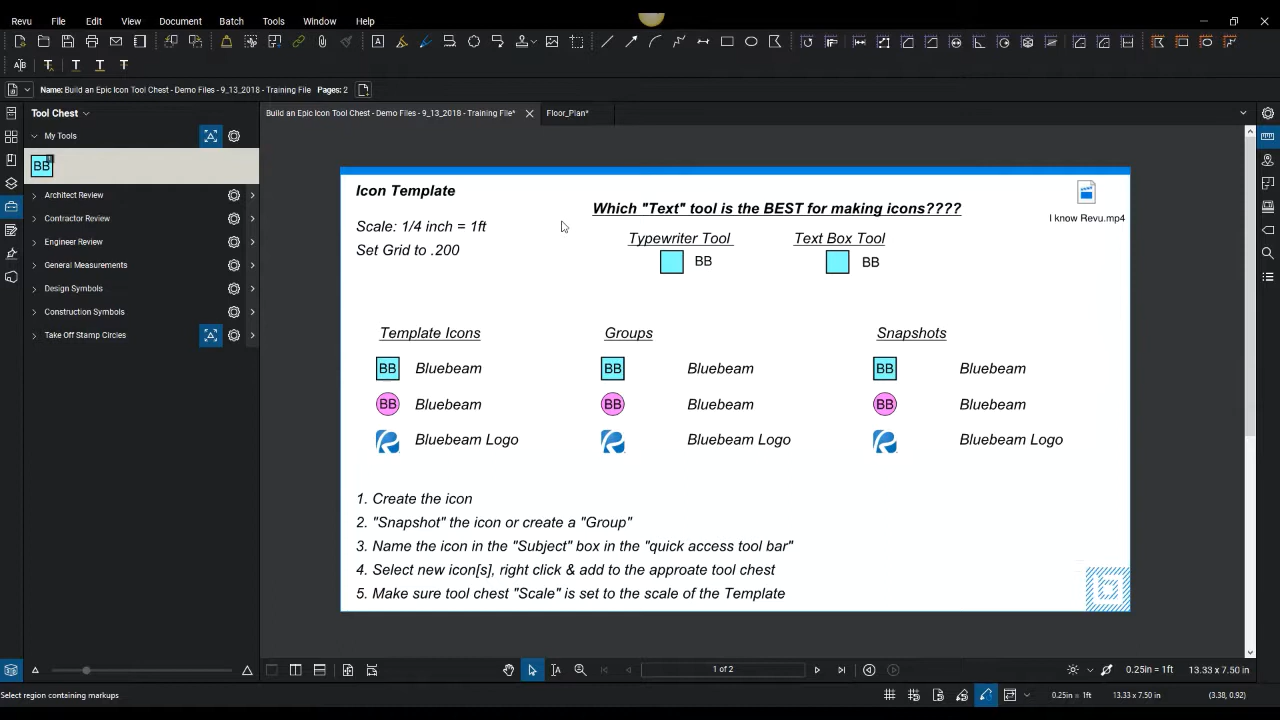 Revu File Edit View Document Batch Tools Window Help
Name: Build an Epic Icon Tool Chest - Demo Files - 9_13_2018 - Training File Pages: 2
Tool Chest
Build an Epic Icon Tool Chest - Demo Files - 9_13_2018 - Training File*
Floor_Plan*
My Tools
BB
Architect Review
Contractor Review
Engineer Review
General Measurements
Design Symbols
Construction Symbols
Take Off Stamp Circles
Icon Template
Scale: 1/4 inch = 1ft
Set Grid to .200
Which "Text" tool is the BEST for making icons????
Typewriter Tool
BB
Text Box Tool
BB
I know Revu.mp4
Template Icons Groups Snapshots
BB Bluebeam BB Bluebeam BB Bluebeam
BB Bluebeam BB Bluebeam BB Bluebeam
Bluebeam Logo Bluebeam Logo Bluebeam Logo
1. Create the icon
2. "Snapshot" the icon or create a "Group"
3. Name the icon in the "Subject" box in the "quick access tool bar"
4. Select new icon[s], right click & add to the approate tool chest
5. Make sure tool chest "Scale" is set to the scale of the Template
1 of 2
0.25in = 1ft 13.33 x 7.50 in
Select region containing markups
0.25in = 1ft 13.33 x 7.50 in (3.38, 0.92)